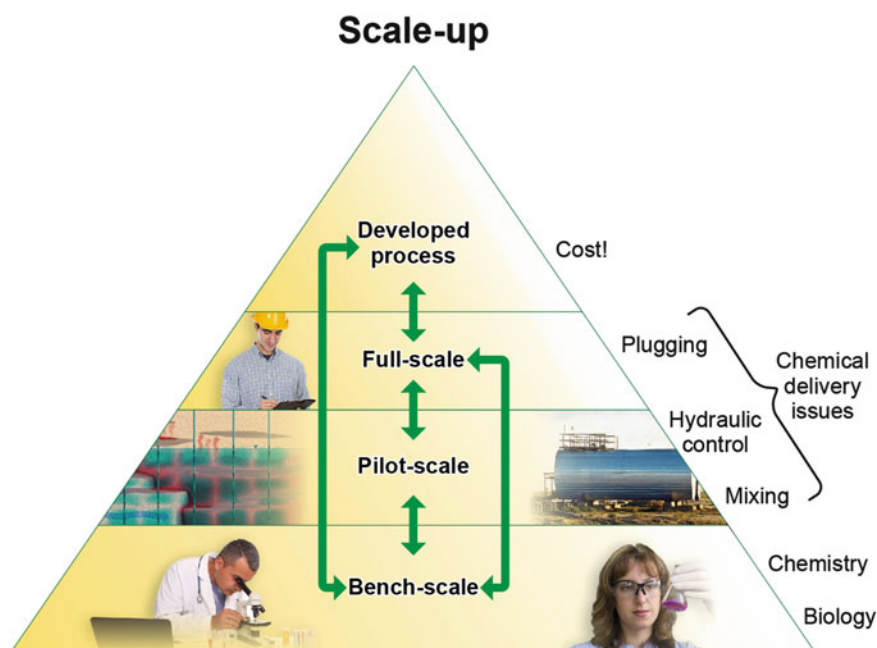 Scale-up
Developed
process
Cost!
Full-scale
Plugging
Chemical
delivery
issues
Hydraulic
control
Pilot-scale
Mixing
Chemistry
Bench-scale
Biology